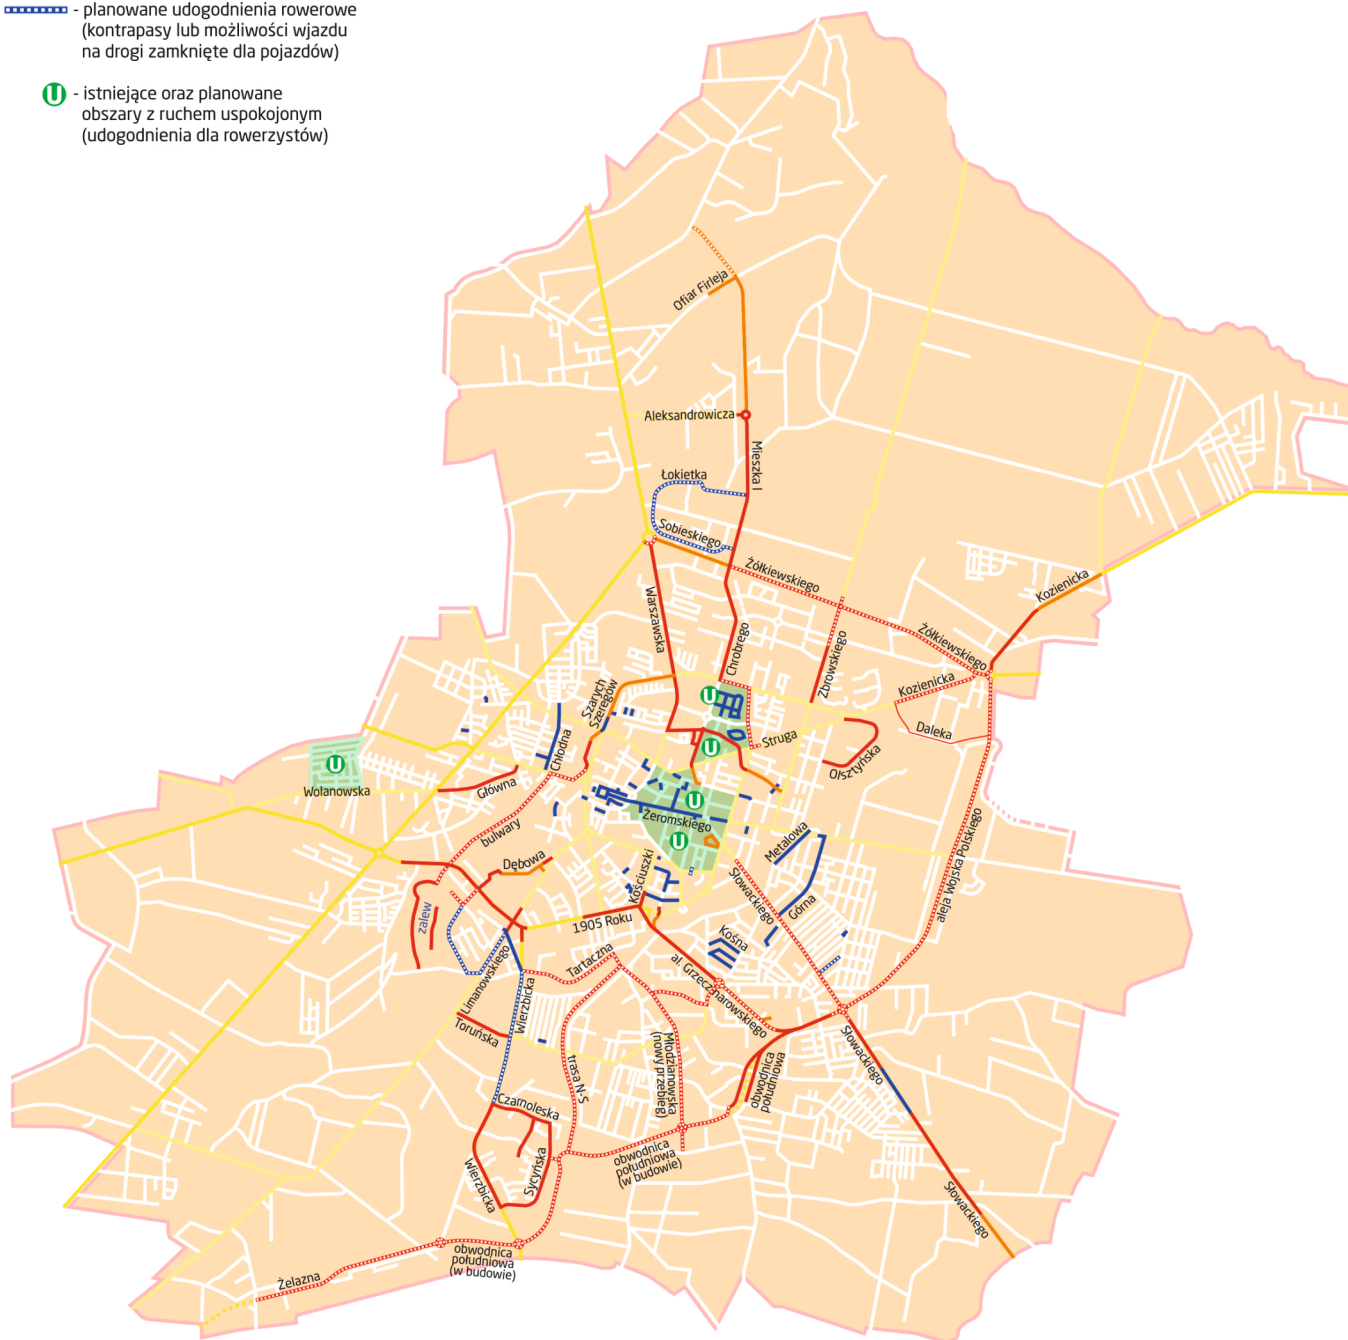 - planowane udogodnienia rowerowe
(kontrapasy lub możliwości wjazdu
na drogi zamknięte dla pojazdów)
U - istniejące oraz planowane
obszary z ruchem uspokojonym
(udogodnienia dla rowerzystów)
Ofiar Firleja
Aleksandrowicza
Mieszka I
Łokietka
Sobieskiego
Żółkiewskiego
Kozienicka
Warszawska
Chrobrego
Zbrowskiego
Żółkiewskiego
Kozienicka
Szarych
Szeregów
U
Daleka
Chłodna
U
Struga
Olsztyńska
U
Wolanowska
Główna
U
Żeromskiego
bulwary
U
Metalowa
aleja Wojska Polskiego
Dębowa
Kościuszki
Słowackiego
Górna
zalew
1905 Roku
Kośna
Limanowskiego
Tartaczna
al. Grzecznarowskiego
Wierzbicka
Toruńska
Słowackiego
trasa N-S
Młodzianowska
(nowy przebieg)
obwodnica
południowa
Czarnoleska
Wierzbicka
Sycyńska
obwodnica
południowa
(w budowie)
Słowackiego
obwodnica
południowa
(w budowie)
Żelazna